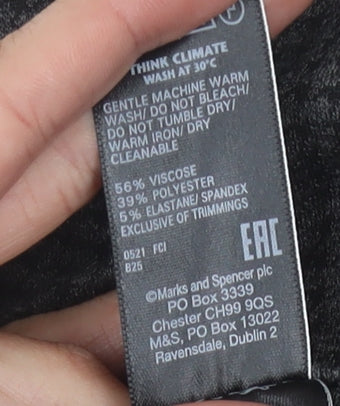 THINK CLIMATE
WASH AT 30°C
GENTLE MACHINE WARM
WASH/ DO NOT BLEACH/
DO NOT TUMBLE DRY/
WARM IRON/ DRY
CLEANABLE
56% VISCOSE
39% POLYESTER
5% ELASTANE/ SPANDEX
EXCLUSIVE OF TRIMMINGS
0521 FCI
B25
EAC
©Marks and Spencer plc
PO Box 3339
Chester CH99 9QS
M&S, PO Box 13022
Ravensdale, Dublin 2